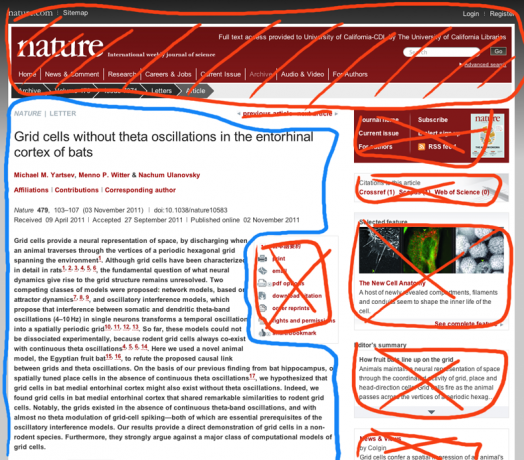 nature.com Sitemap
Login Register
Full text access provided to University of California-CDL by The University of California Libraries
nature International weekly journal of science
Search Go
Advanced search
Home News & Comment Research Careers & Jobs Current Issue Archive Audio & Video For Authors
Archive Letters Article
NATURE | LETTER
previous article
Grid cells without theta oscillations in the entorhinal
cortex of bats
Michael M. Yartsev, Menno P. Witter & Nachum Ulanovsky
Affiliations | Contributions | Corresponding author
Nature 479, 103–107 (03 November 2011) | doi:10.1038/nature10583
Received 09 April 2011 | Accepted 27 September 2011 | Published online 02 November 2011
Grid cells provide a neural representation of space, by discharging when
an animal traverses through the vertices of a periodic hexagonal grid
spanning the environment1. Although grid cells have been characterized
in detail in rats1, 2, 3, 4, 5, 6, the fundamental question of what neural
dynamics give rise to the grid structure remains unresolved. Two
competing classes of models were proposed: network models, based on
attractor dynamics7, 8, 9, and oscillatory interference models, which
propose that interference between somatic and dendritic theta-band
oscillations (4–10 Hz) in single neurons transforms a temporal oscillation
into a spatially periodic grid10, 11, 12, 13. So far, these models could not
be dissociated experimentally, because rodent grid cells always co-exist
with continuous theta oscillations4, 5, 6, 14. Here we used a novel animal
model, the Egyptian fruit bat15, 16, to refute the proposed causal link
between grids and theta oscillations. On the basis of our previous finding from bat hippocampus, of
spatially tuned place cells in the absence of continuous theta oscillations17, we hypothesized that
grid cells in bat medial entorhinal cortex might also exist without theta oscillations. Indeed, we
found grid cells in bat medial entorhinal cortex that shared remarkable similarities to rodent grid
cells. Notably, the grids existed in the absence of continuous theta-band oscillations, and with
almost no theta modulation of grid-cell spiking—both of which are essential prerequisites of the
oscillatory interference models. Our results provide a direct demonstration of grid cells in a non-
rodent species. Furthermore, they strongly argue against a major class of computational models of
grid cells.
print
email
download citation
order reprints
rights and permissions
bookmark
Journal home
Current issue
For authors
Subscribe
RSS feed
nature
Citations to this article
Crossref (1) Web of Science (0)
Selected feature
The New Cell Anatomy
A host of newly revealed compartments, filaments
and conduits seem to shape the inner life of the
cell.
See complete feature
Editor's summary
How fruit bats line up on the grid
Animals maintain a neural representation of space
through the coordinated activity of grid, place and
head-direction cells. Grid cells fire as the animal
passes across the vertices of a periodic hexag...
News & Views
by Colgin
Grid cells confer a spatial impression of an animal's